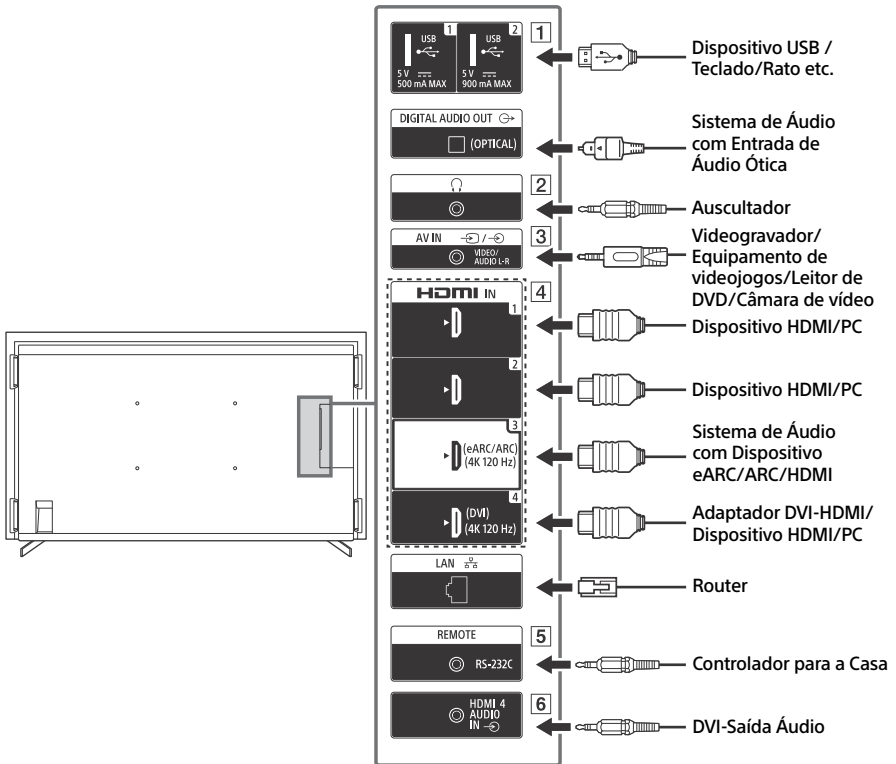 1
2
1
USB
USB
5 V
500 mA MAX
5 V
900 mA MAX
Dispositivo USB /
Teclado/Rato etc.
DIGITAL AUDIO OUT
(OPTICAL)
Sistema de Áudio
com Entrada de
Áudio Ótica
2
Auscultador
AV IN
/
3
VIDEO/
AUDIO L-R
Videogravador/
Equipamento de
videojogos/Leitor de
DVD/Câmara de vídeo
HDMI IN
4
1
Dispositivo HDMI/PC
2
Dispositivo HDMI/PC
3
(eARC/ARC)
(4K 120 Hz)
Sistema de Áudio
com Dispositivo
eARC/ARC/HDMI
4
(DVI)
(4K 120 Hz)
Adaptador DVI-HDMI/
Dispositivo HDMI/PC
LAN
Router
REMOTE
5
RS-232C
Controlador para a Casa
HDMI 4
AUDIO
IN
6
DVI-Saída Áudio